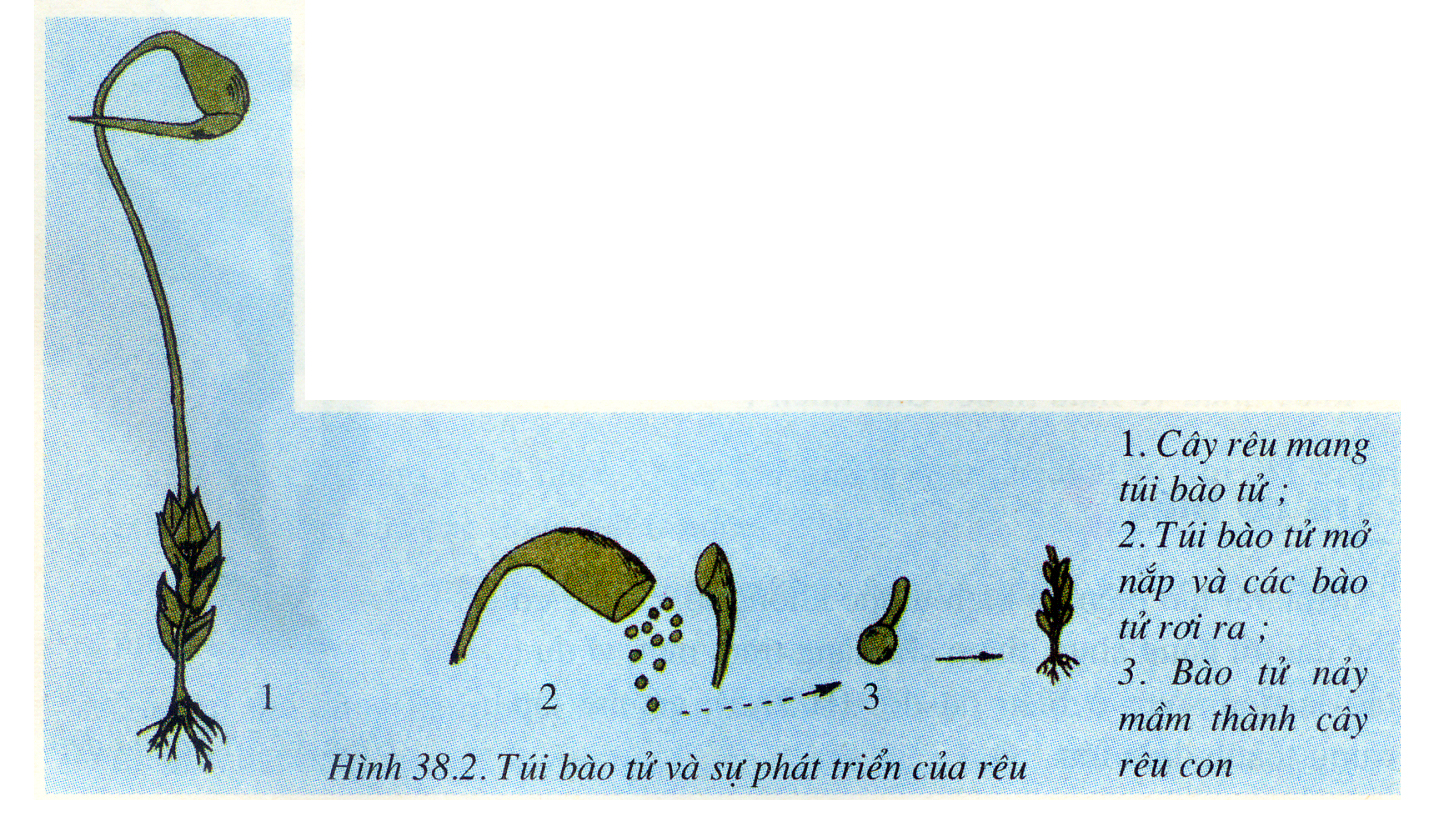 1. Cây rêu mang
túi bào tử ;
2. Túi bào tử mở
nắp và các bào
tử rơi ra ;
3. Bào tử nảy
mầm thành cây
rêu con
1
2
3
Hình 38.2. Túi bào tử và sự phát triển của rêu